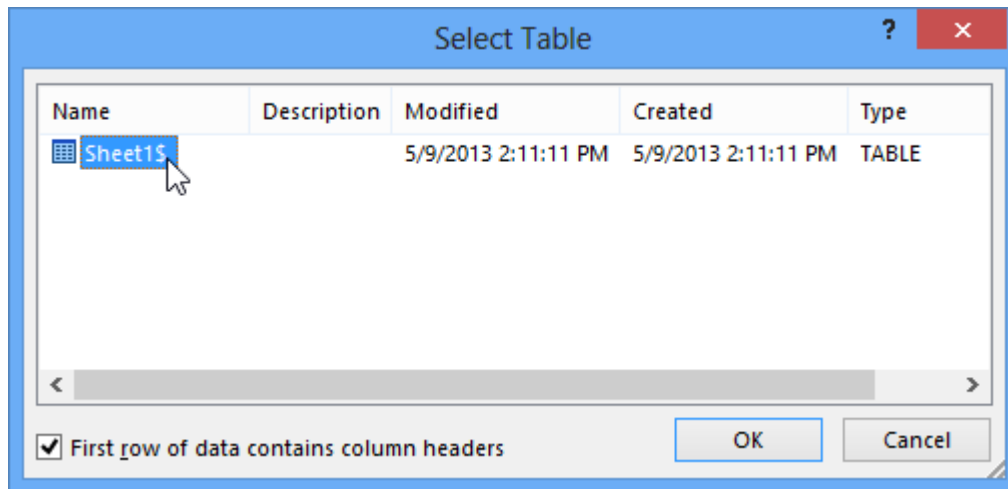 Select Table ?
Name Description Modified Created Type
Sheet1$ 5/9/2013 2:11:11 PM 5/9/2013 2:11:11 PM TABLE
First row of data contains column headers OK Cancel